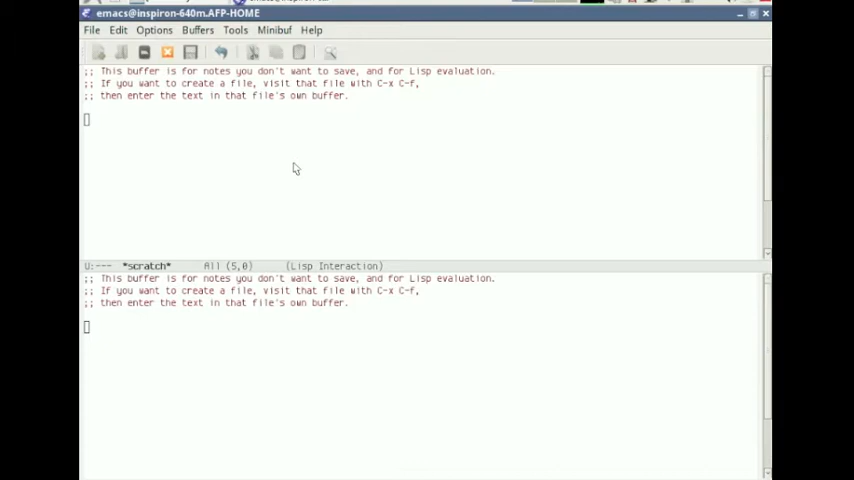 emacs@inspiron-640m.AFP-HOME
File Edit Options Buffers Tools Minibuf Help
;; This buffer is for notes you don't want to save, and for Lisp evaluation.
;; If you want to create a file, visit that file with C-x C-f,
;; then enter the text in that file's own buffer.
U:--- *scratch* All (5,0) (Lisp Interaction)
;; This buffer is for notes you don't want to save, and for Lisp evaluation.
;; If you want to create a file, visit that file with C-x C-f,
;; then enter the text in that file's own buffer.